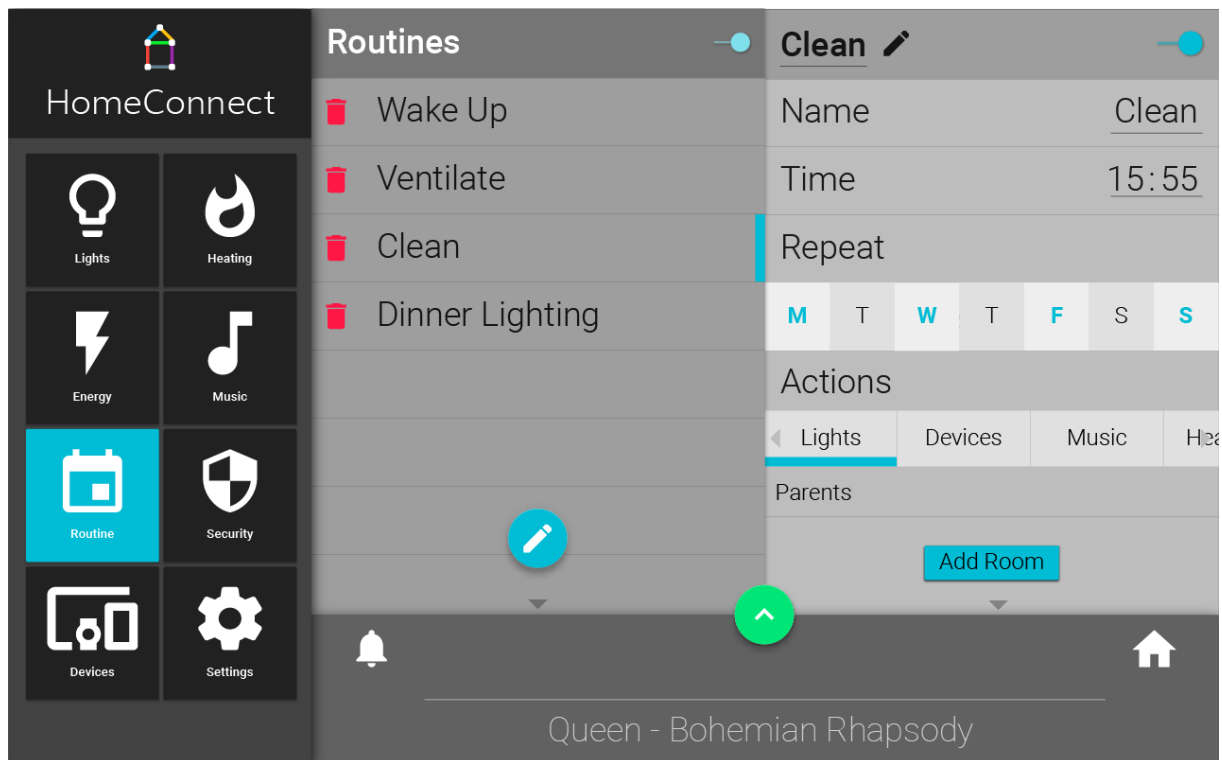 HomeConnect
Lights
Heating
Energy
Music
Routine
Security
Devices
Settings
Routines
Wake Up
Ventilate
Clean
Dinner Lighting
Clean
Name Clean
Time 15:55
Repeat
M T W T F S S
Actions
Lights Devices Music
Parents
Add Room
Queen - Bohemian Rhapsody